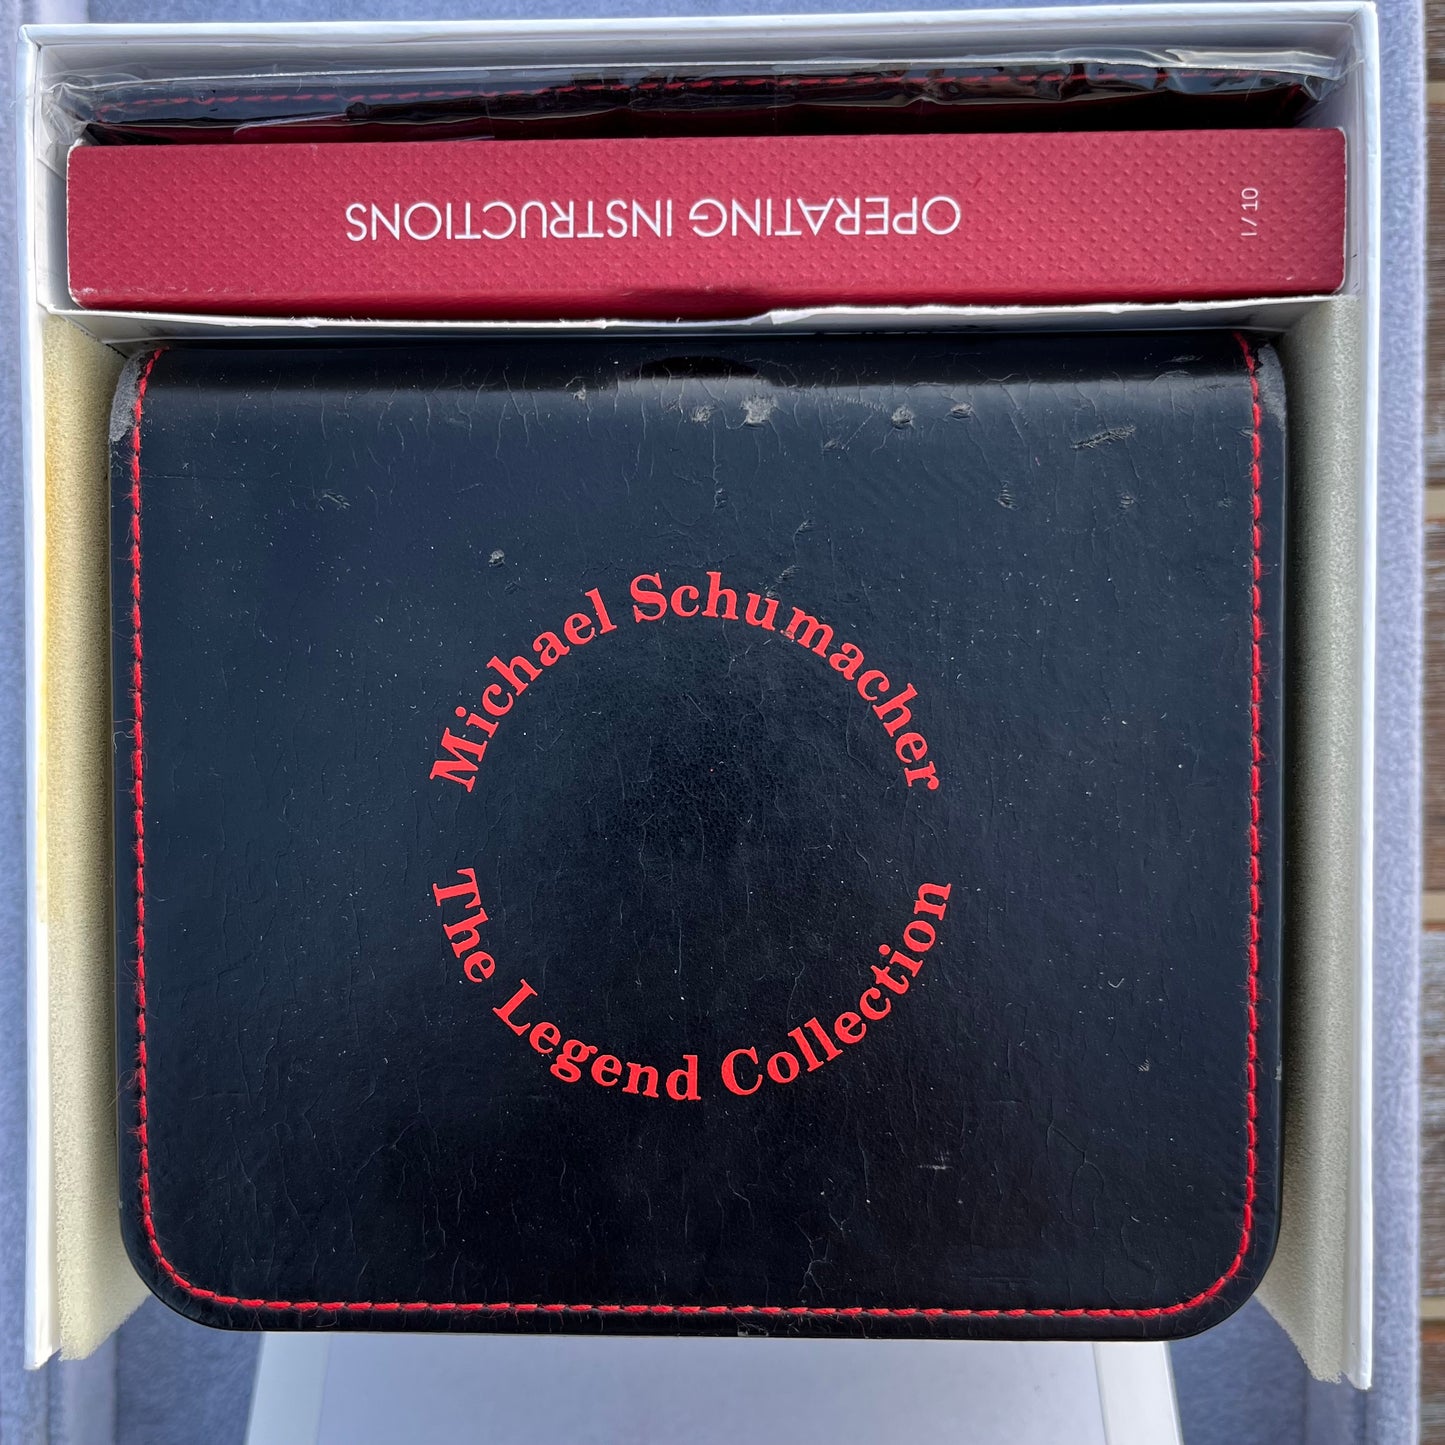 OPERATING INSTRUCTIONS
1/10
Michael Schumacher
The Legend Collection